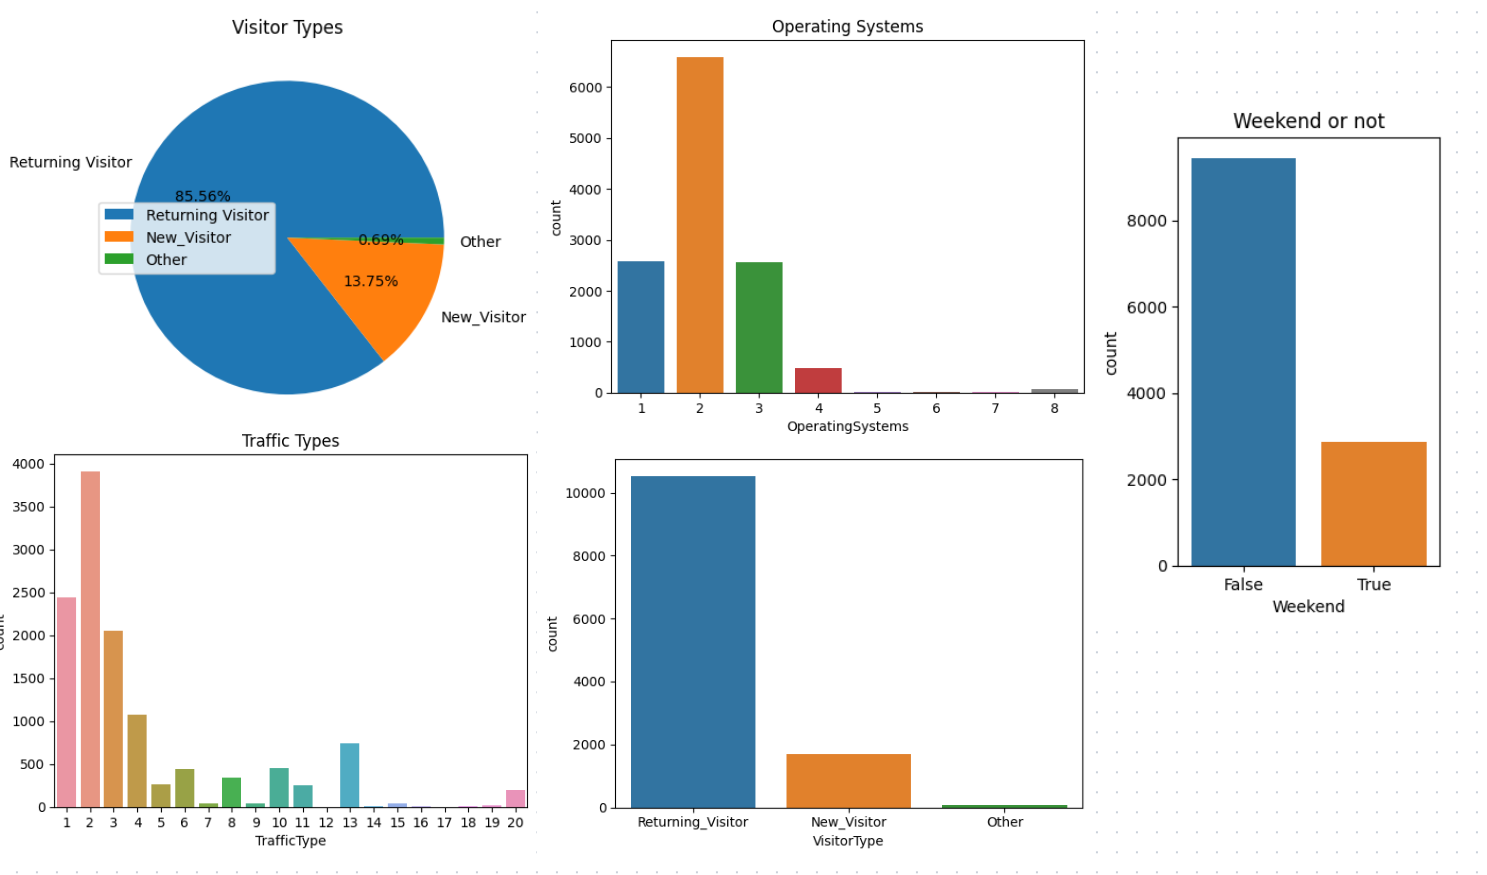 Visitor Types
Returning Visitor
85.56%
Returning Visitor
New_Visitor
Other
0.69%
Other
13.75%
New_Visitor
Operating Systems
6000
5000
4000
3000
2000
1000
0
count
1 2 3 4 5 6 7 8
OperatingSystems
Weekend or not
8000
6000
4000
2000
0
count
False True
Weekend
Traffic Types
4000
3500
3000
2500
2000
1500
1000
500
0
count
1 2 3 4 5 6 7 8 9 10 11 12 13 14 15 16 17 18 19 20
TrafficType
10000
8000
6000
4000
2000
0
count
Returning_Visitor New_Visitor Other
VisitorType